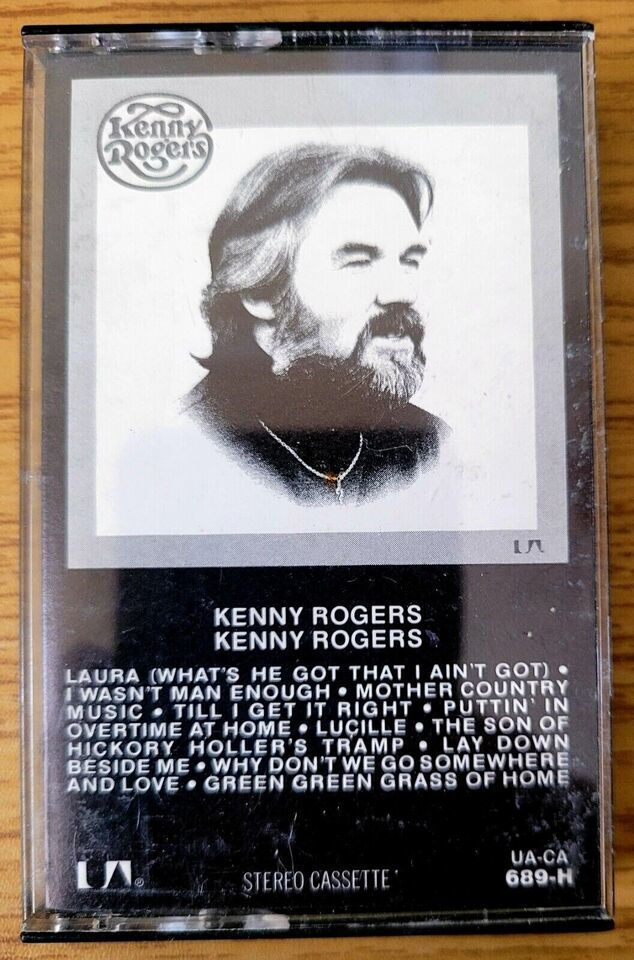 Kenny
Rogers
UA
KENNY ROGERS
KENNY ROGERS
LAURA (WHAT'S HE GOT THAT I AIN'T GOT) •
I WASN'T MAN ENOUGH • MOTHER COUNTRY
MUSIC • TILL I GET IT RIGHT • PUTTIN' IN
OVERTIME AT HOME • LUCILLE • THE SON OF
HICKORY HOLLER'S TRAMP • LAY DOWN
BESIDE ME • WHY DON'T WE GO SOMEWHERE
AND LOVE • GREEN GREEN GRASS OF HOME
UA®
STEREO CASSETTE
UA-CA
689-H